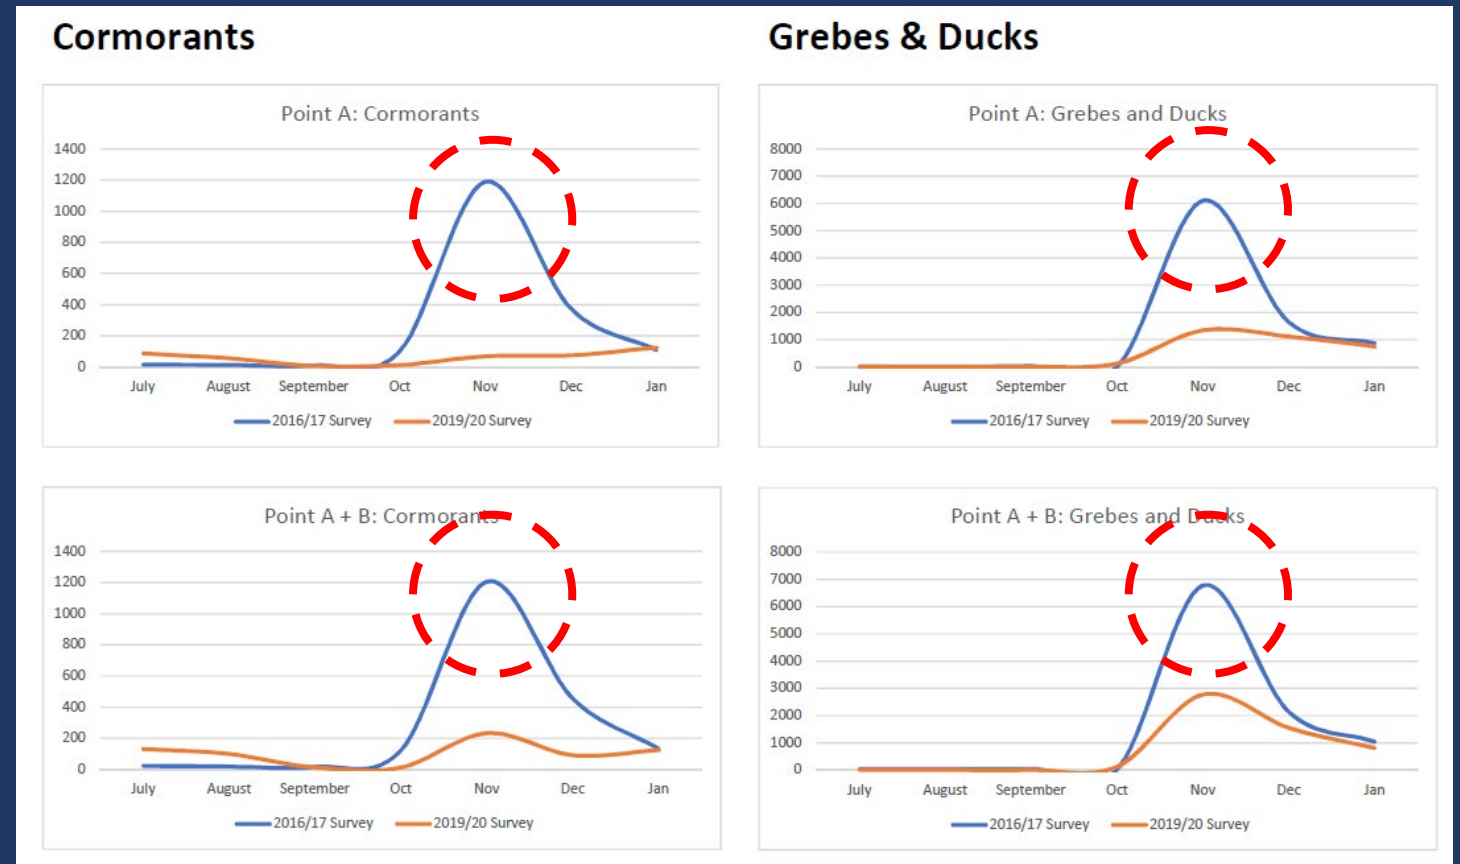 Cormorants
Grebes & Ducks
Point A: Cormorants
1400
1200
1000
800
600
400
200
0
July August September Oct Nov Dec Jan
2016/17 Survey 2019/20 Survey
Point A: Grebes and Ducks
8000
7000
6000
5000
4000
3000
2000
1000
0
July August September Oct Nov Dec Jan
2016/17 Survey 2019/20 Survey
Point A + B: Cormorants
1400
1200
1000
800
600
400
200
0
July August September Oct Nov Dec Jan
2016/17 Survey 2019/20 Survey
Point A + B: Grebes and Ducks
8000
7000
6000
5000
4000
3000
2000
1000
0
July August September Oct Nov Dec Jan
2016/17 Survey 2019/20 Survey